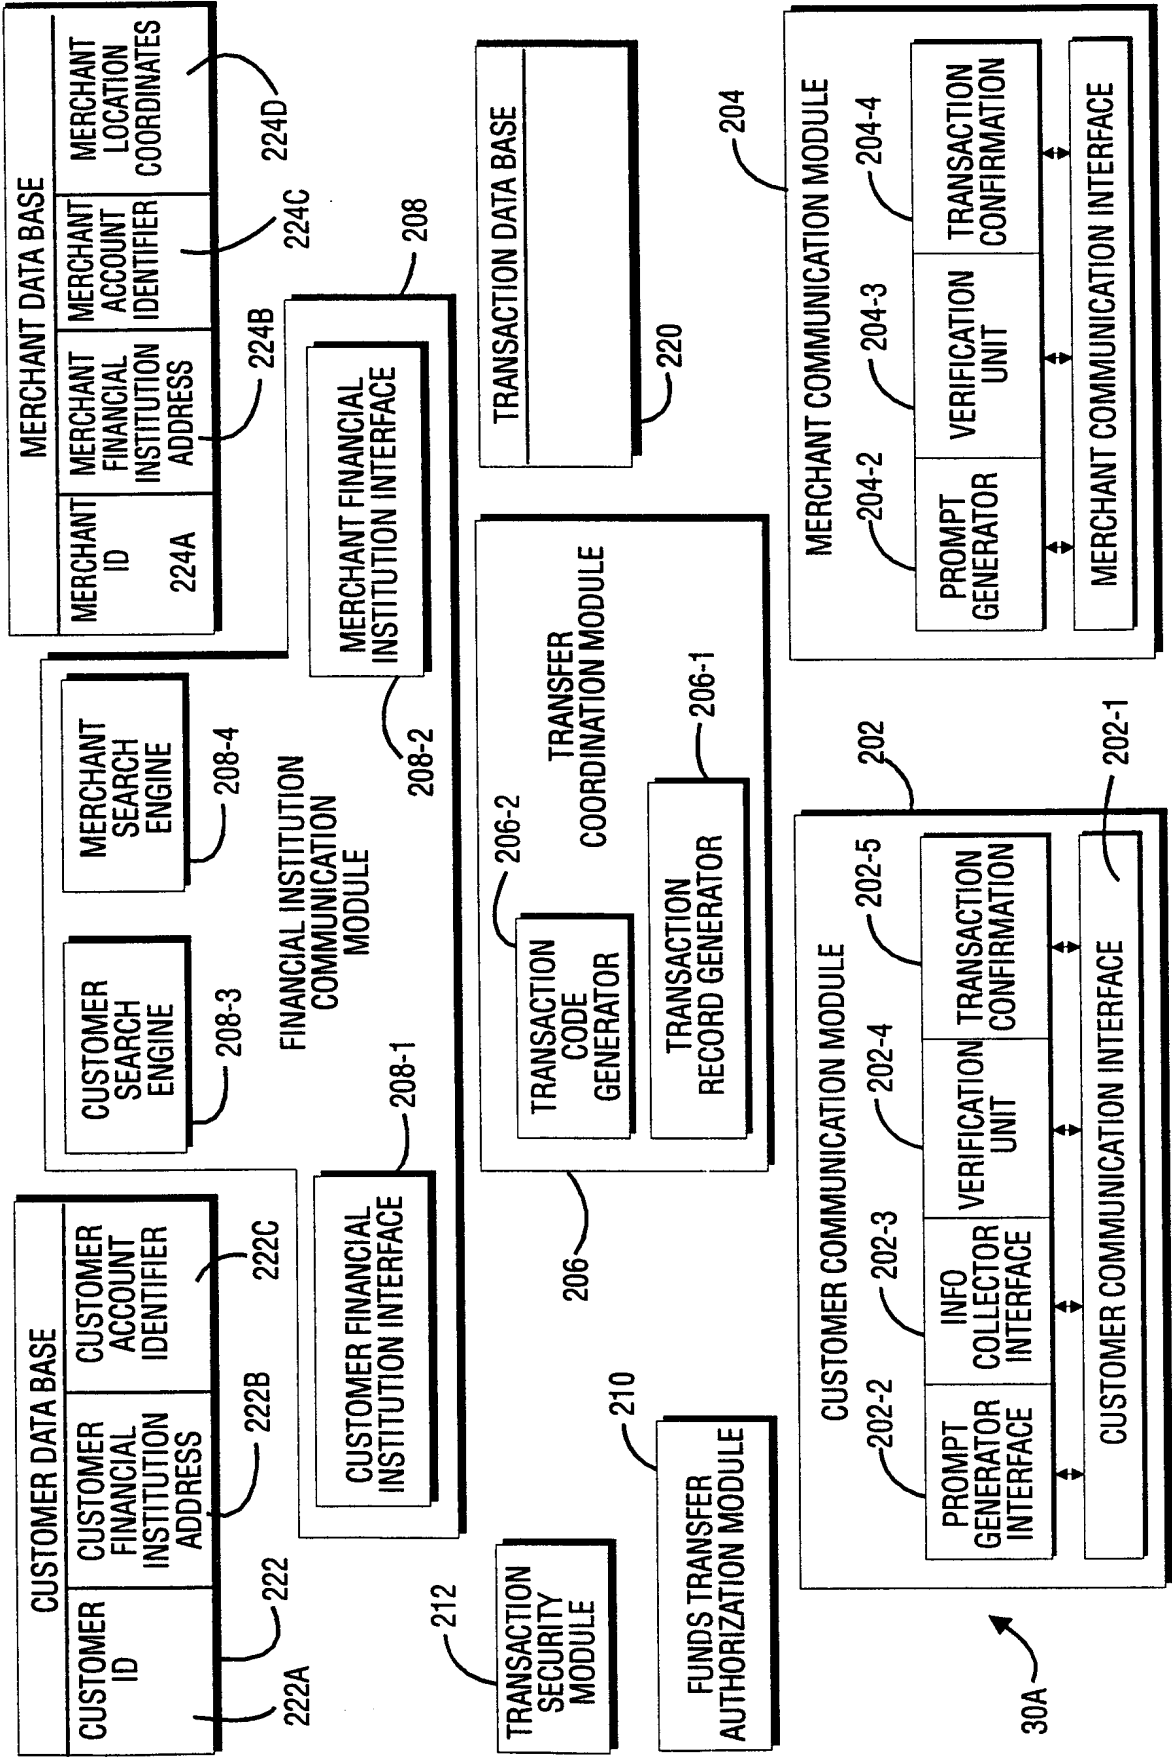 CUSTOMER DATA BASE
CUSTOMER
ID
CUSTOMER
FINANCIAL
INSTITUTION
ADDRESS
CUSTOMER
ACCOUNT
IDENTIFIER
222A
222
222B
222C
CUSTOMER
SEARCH
ENGINE
208-3
MERCHANT
SEARCH
ENGINE
208-4
FINANCIAL INSTITUTION
COMMUNICATION
MODULE
CUSTOMER FINANCIAL
INSTITUTION INTERFACE
208-1
MERCHANT FINANCIAL
INSTITUTION INTERFACE
208-2
208
MERCHANT DATA BASE
MERCHANT
ID
224A
MERCHANT
FINANCIAL
INSTITUTION
ADDRESS
MERCHANT
ACCOUNT
IDENTIFIER
MERCHANT
LOCATION
COORDINATES
224B
224C
224D
212
TRANSACTION
SECURITY
MODULE
210
FUNDS TRANSFER
AUTHORIZATION MODULE
206
206-2
TRANSACTION
CODE
GENERATOR
TRANSFER
COORDINATION MODULE
TRANSACTION
RECORD GENERATOR
206-1
TRANSACTION DATA BASE
220
30A
CUSTOMER COMMUNICATION MODULE
202
202-2
202-3
202-4
202-5
PROMPT
GENERATOR
INTERFACE
INFO
COLLECTOR
INTERFACE
VERIFICATION
UNIT
TRANSACTION
CONFIRMATION
CUSTOMER COMMUNICATION INTERFACE
202-1
204
MERCHANT COMMUNICATION MODULE
204-2
204-3
204-4
PROMPT
GENERATOR
VERIFICATION
UNIT
TRANSACTION
CONFIRMATION
MERCHANT COMMUNICATION INTERFACE